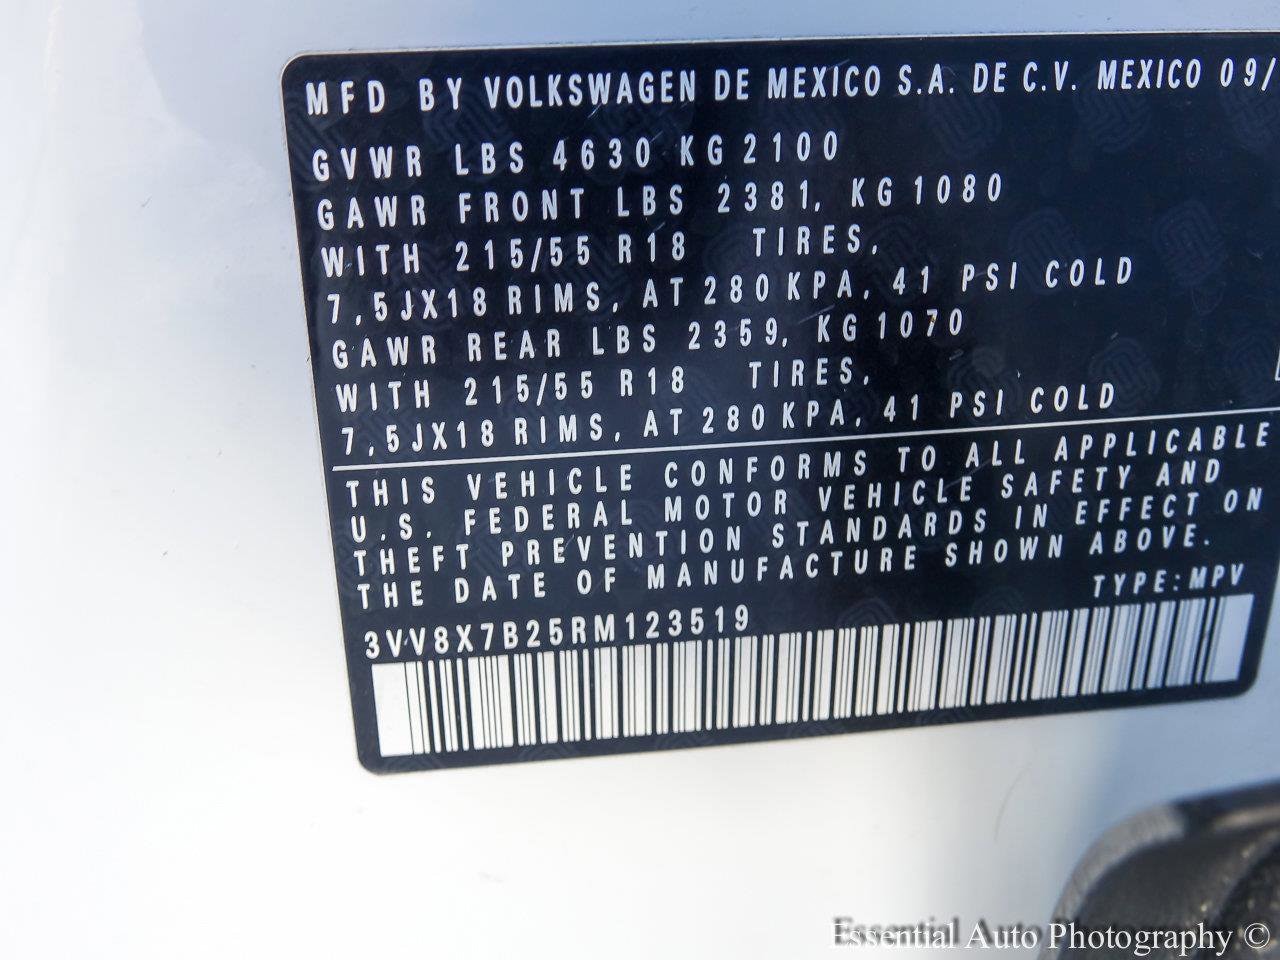 MFD BY VOLKSWAGEN DE MEXICO S.A. DE C.V. MEXICO 09/
GVWR LBS 4630 KG 2100
GAWR FRONT LBS 2381, KG 1080
WITH 215/55 R18 TIRES,
7,5JX18 RIMS, AT 280 KPA, 41 PSI COLD
GAWR REAR LBS 2359, KG 1070
WITH 215/55 R18 TIRES,
7,5JX18 RIMS, AT 280 KPA, 41 PSI COLD
THIS VEHICLE CONFORMS TO ALL APPLICABLE
U.S. FEDERAL MOTOR VEHICLE SAFETY AND
THEFT PREVENTION STANDARDS IN EFFECT ON
THE DATE OF MANUFACTURE SHOWN ABOVE.
TYPE:MPV
3VV8X7B25RM123519
Essential Auto Photography ©